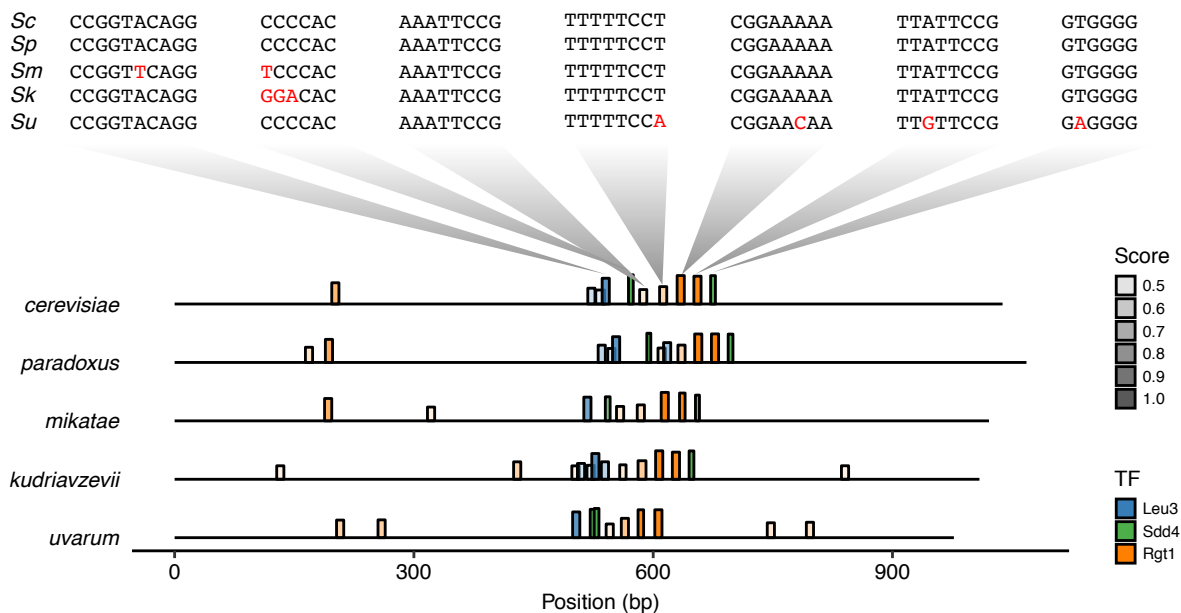 Sc CCGGTACAGG CCCCAC AAATTCCG TTTTTCCT CGGAAAAA TTATTCCG GTGGGG
Sp CCGGTACAGG CCCCAC AAATTCCG TTTTTCCT CGGAAAAA TTATTCCG GTGGGG
Sm CCGGTTCAGG TCCCAC AAATTCCG TTTTTCCT CGGAAAAA TTATTCCG GTGGGG
Sk CCGGTACAGG GGACAC AAATTCCG TTTTTCCT CGGAAAAA TTATTCCG GTGGGG
Su CCGGTACAGG CCCCAC AAATTCCG TTTTTCCA CGGAACAA TTGTTCCG GAGGGG
cerevisiae
paradoxus
mikatae
kudriavzevii
uvarum
0 300 600 900
Position (bp)
Score
0.5
0.6
0.7
0.8
0.9
1.0
TF
Leu3
Sdd4
Rgt1